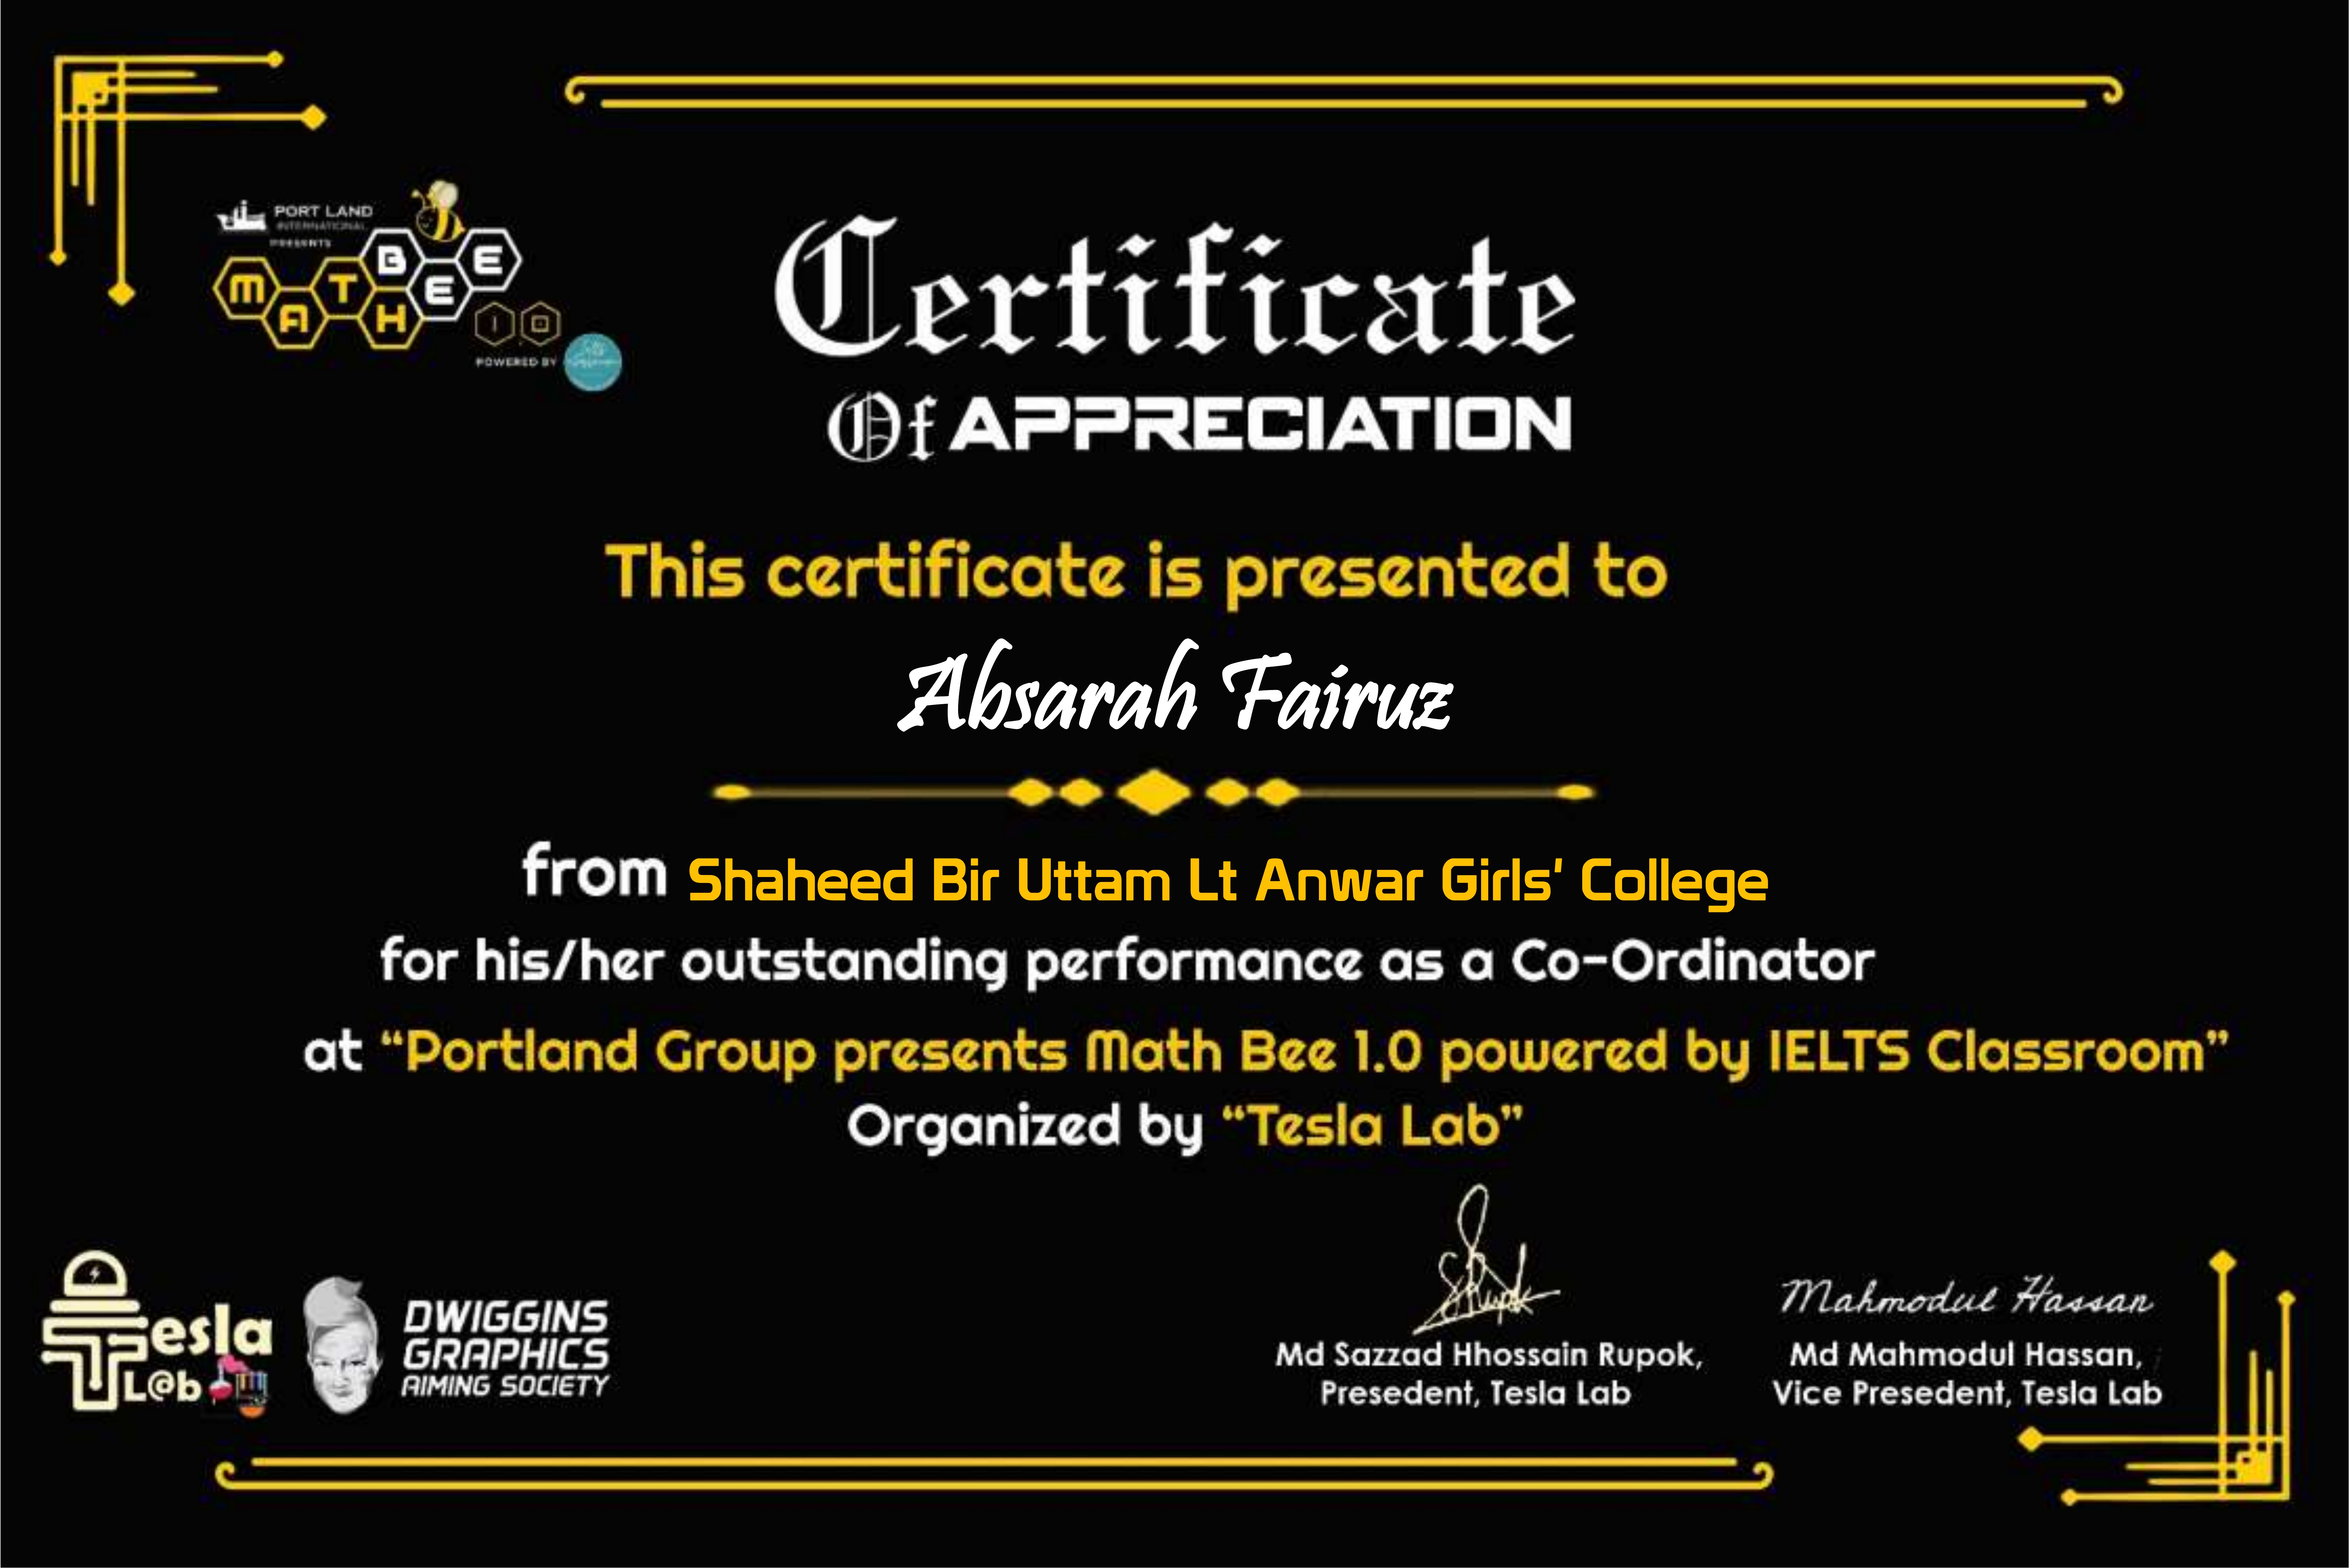 PORT LAND
INTERNATIONAL
PRESENTS
MATH BEE
1.0
POWERED BY
Certificate
Of APPRECIATION
This certificate is presented to
Absarah Fairuz
from Shaheed Bir Uttam Lt Anwar Girls' College
for his/her outstanding performance as a Co-Ordinator
at “Portland Group presents Math Bee 1.0 powered by IELTS Classroom”
Organized by “Tesla Lab”
Tesla
L@b
DWIGGINS
GRAPHICS
AIMING SOCIETY
Md Sazzad Hhossain Rupok,
Presedent, Tesla Lab
Mahmodul Hassan
Md Mahmodul Hassan,
Vice Presedent, Tesla Lab